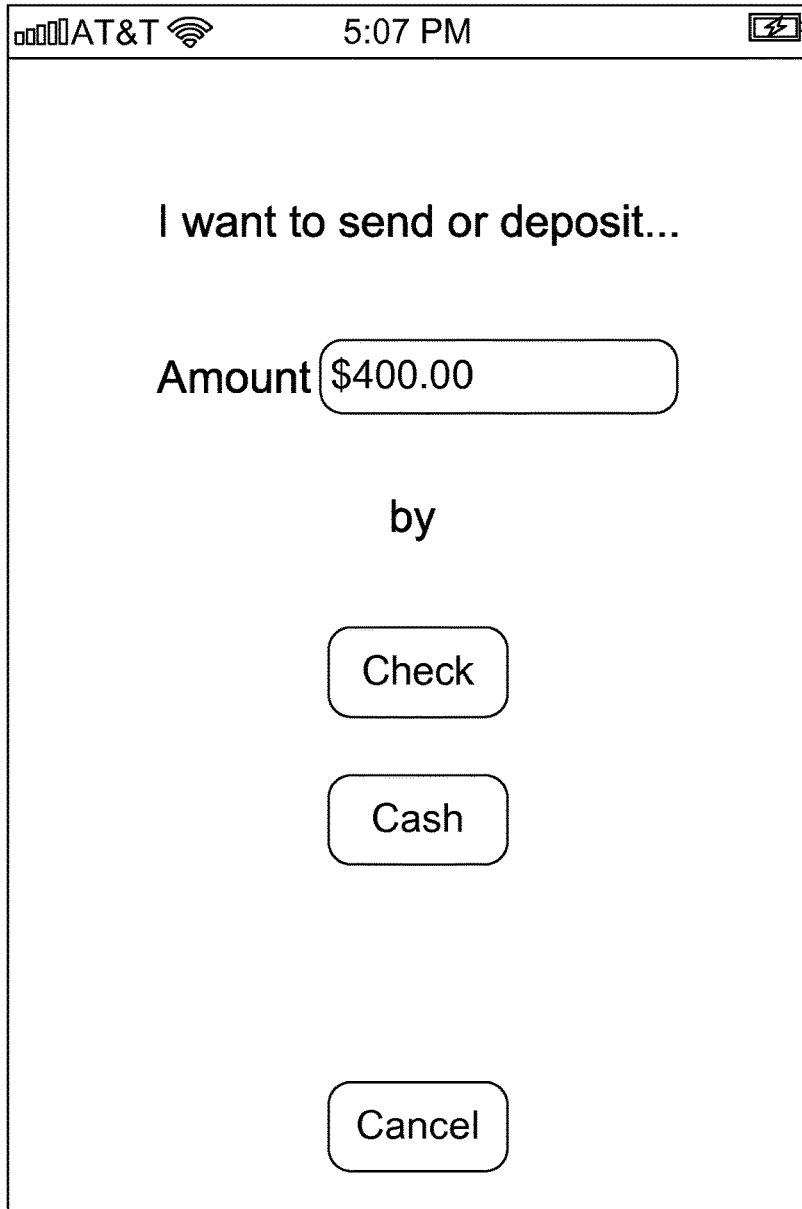 AT&T 5:07 PM
I want to send or deposit...
Amount $400.00
by
Check
Cash
Cancel